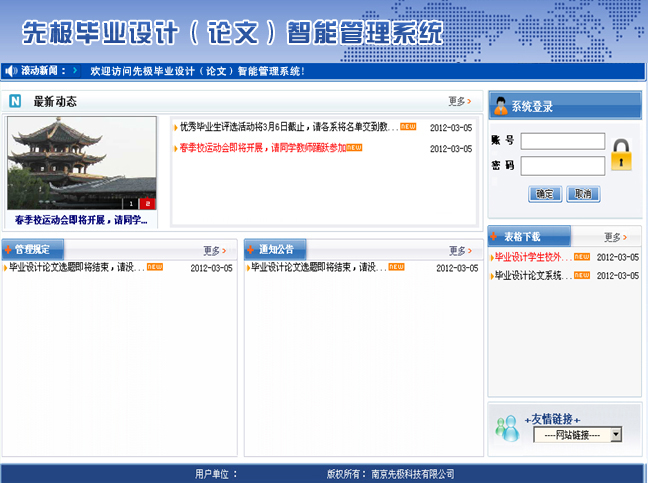 先极毕业设计（论文）智能管理系统
滚动新闻： 欢迎访问先极毕业设计（论文）智能管理系统!
N 最新动态 更多
优秀毕业生评选活动将3月6日截止，请各系将名单交到教... NEW 2012-03-05
春季校运动会即将开展，请同学教师踊跃参加 NEW 2012-03-05
1 2
春季校运动会即将开展，请同学...
系统登录
账 号
密 码
确定 取消
管理规定 更多
毕业设计论文选题即将结束，请没... NEW 2012-03-05
通知公告 更多
毕业设计论文选题即将结束，请没... NEW 2012-03-05
表格下载 更多
毕业设计学生校外... NEW 2012-03-05
毕业设计论文系统... NEW 2012-03-05
+友情链接+
----网站链接----
用户单位 ： 版权所有： 南京先极科技有限公司